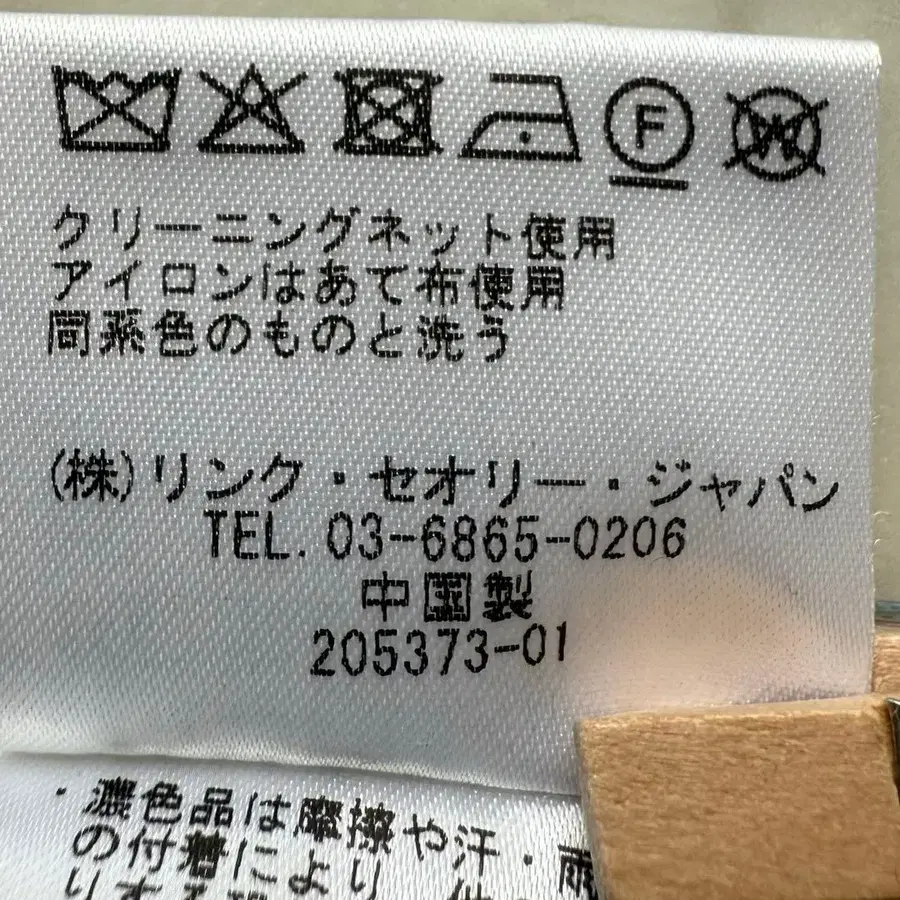 F W
クリーニングネット使用
アイロンはあて布使用
同系色のものと洗う
(株)リンク・セオリー・ジャパン
TEL. 03-6865-0206
中国製
205373-01
・濃色品は摩擦や汗・雨
の付着により